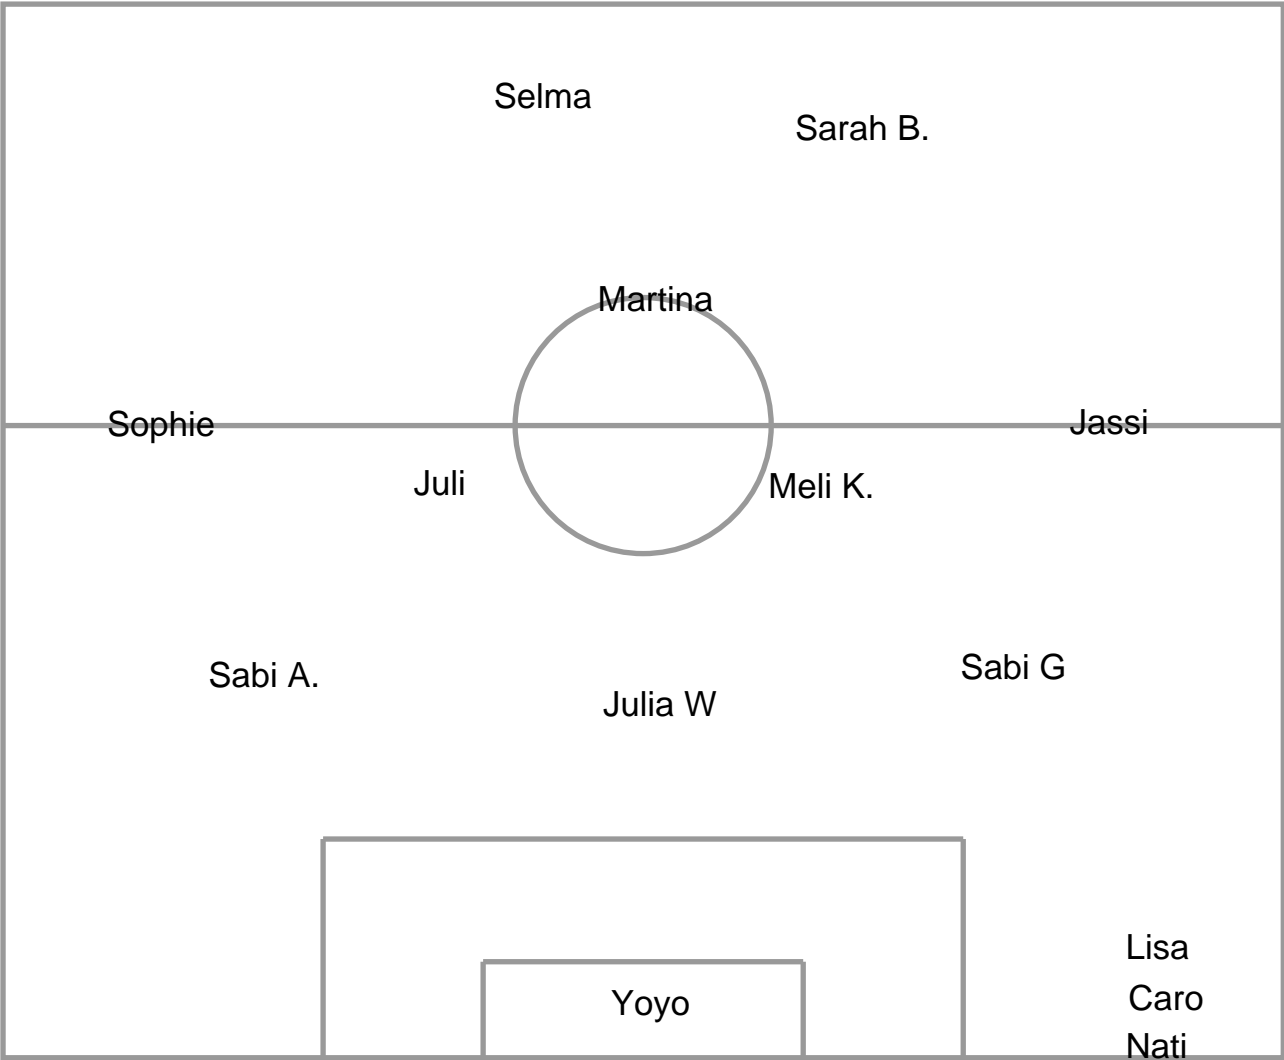 Selma
Sarah B.
Martina
Sophie
Jassi
Juli
Meli K.
Sabi A.
Sabi G
Julia W
Lisa
Yoyo
Caro
Nati